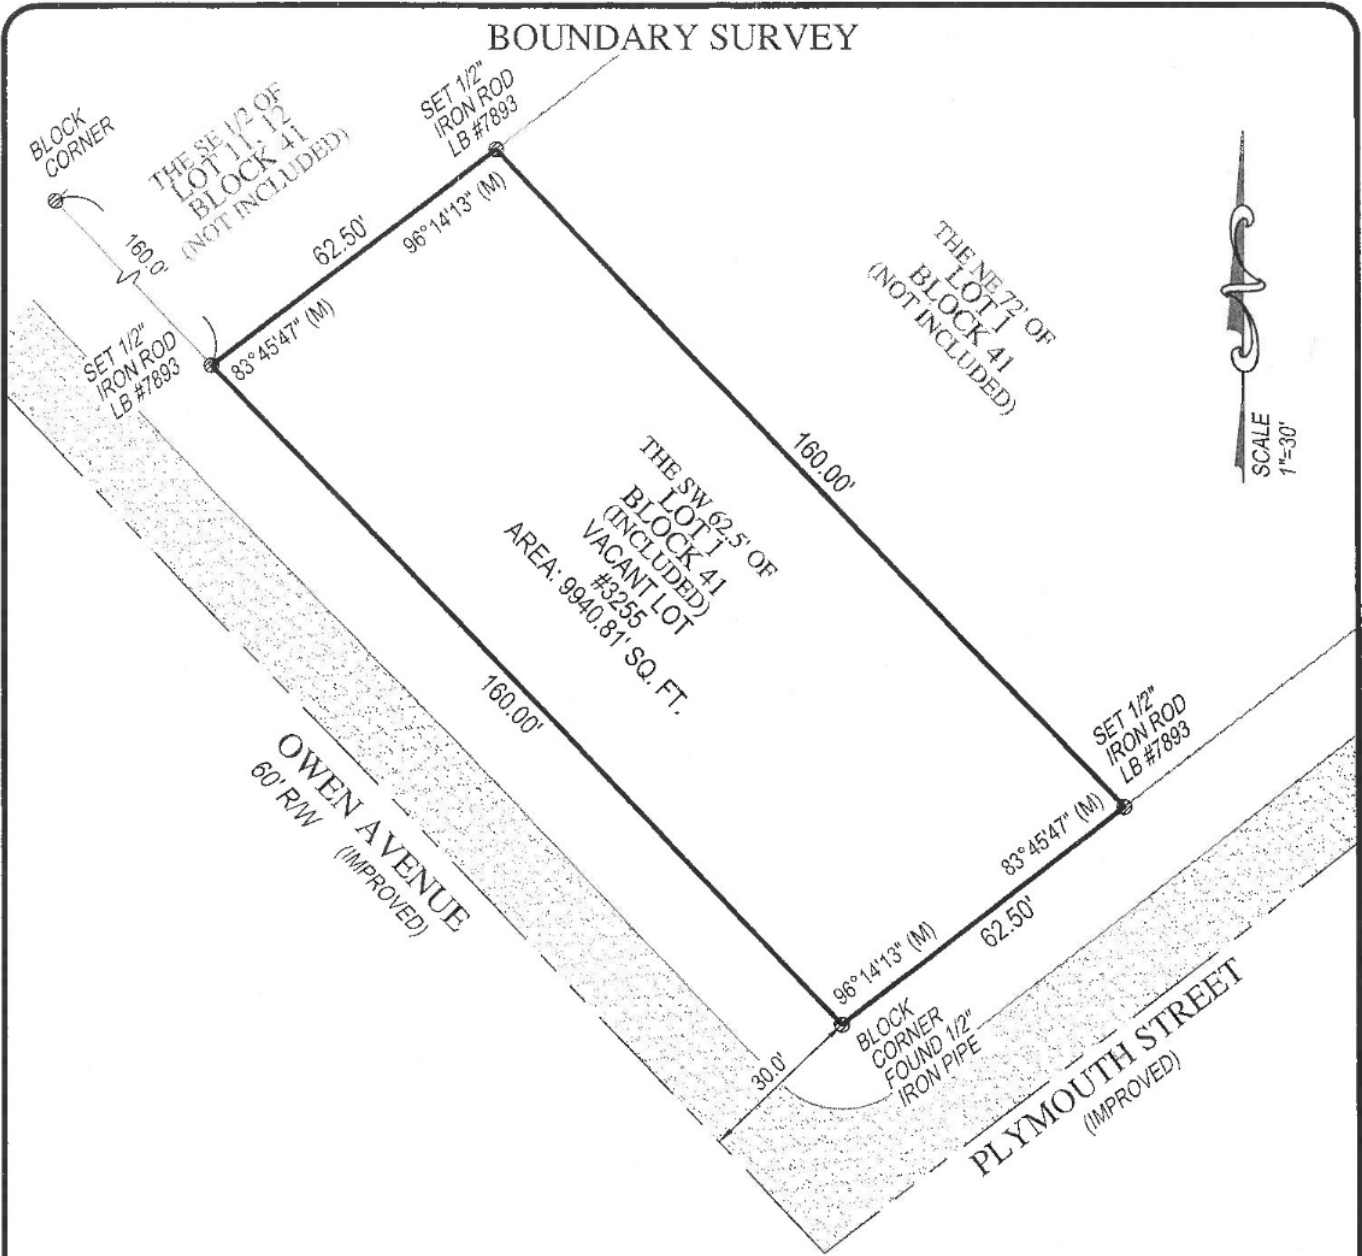 BOUNDARY SURVEY
BLOCK
CORNER
THE SE 1/2 OF
LOT 11, 12
BLOCK 41
(NOT INCLUDED)
SET 1/2"
IRON ROD
LB #7893
160.0'
62.50'
96°14'13" (M)
83°45'47" (M)
SET 1/2"
IRON ROD
LB #7893
THE NE 72' OF
LOT 1
BLOCK 41
(NOT INCLUDED)
SCALE
1"=30'
160.00'
THE SW 62.5' OF
LOT 1
BLOCK 41
(INCLUDED)
VACANT LOT
#3255
AREA: 9940.81' SQ. FT.
160.00'
OWEN AVENUE
60' R/W
(IMPROVED)
SET 1/2"
IRON ROD
LB #7893
83°45'47" (M)
96°14'13" (M)
62.50'
BLOCK
CORNER
FOUND 1/2"
IRON PIPE
30.0'
PLYMOUTH STREET
(IMPROVED)